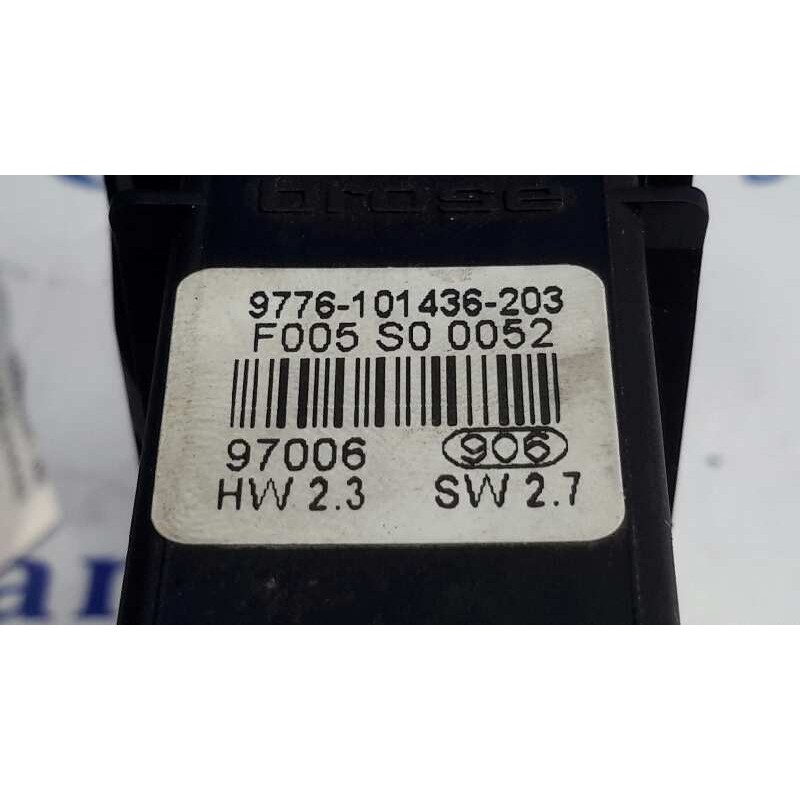 brose
9776-101436-203
F005 S0 0052
97006 906
HW 2.3 SW 2.7